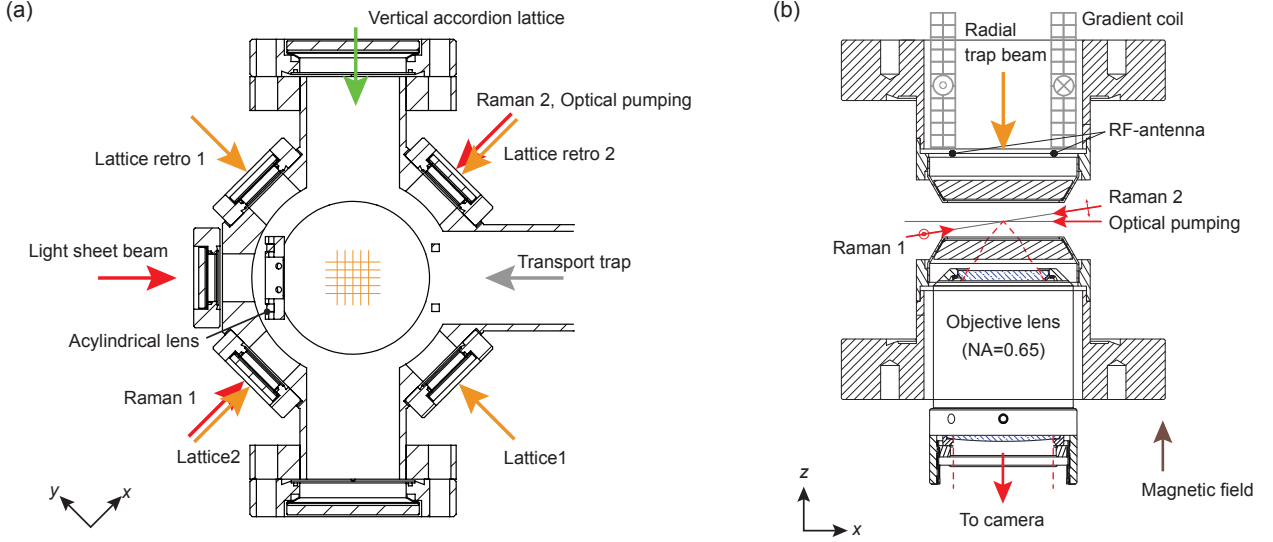 (a)
Vertical accordion lattice
Raman 2, Optical pumping
Lattice retro 1
Lattice retro 2
Light sheet beam
Transport trap
Acylindrical lens
Raman 1
Lattice2
Lattice1
y
x
(b)
Gradient coil
Radial
trap beam
RF-antenna
Raman 2
Optical pumping
Raman 1
Objective lens
(NA=0.65)
z
x
Magnetic field
To camera